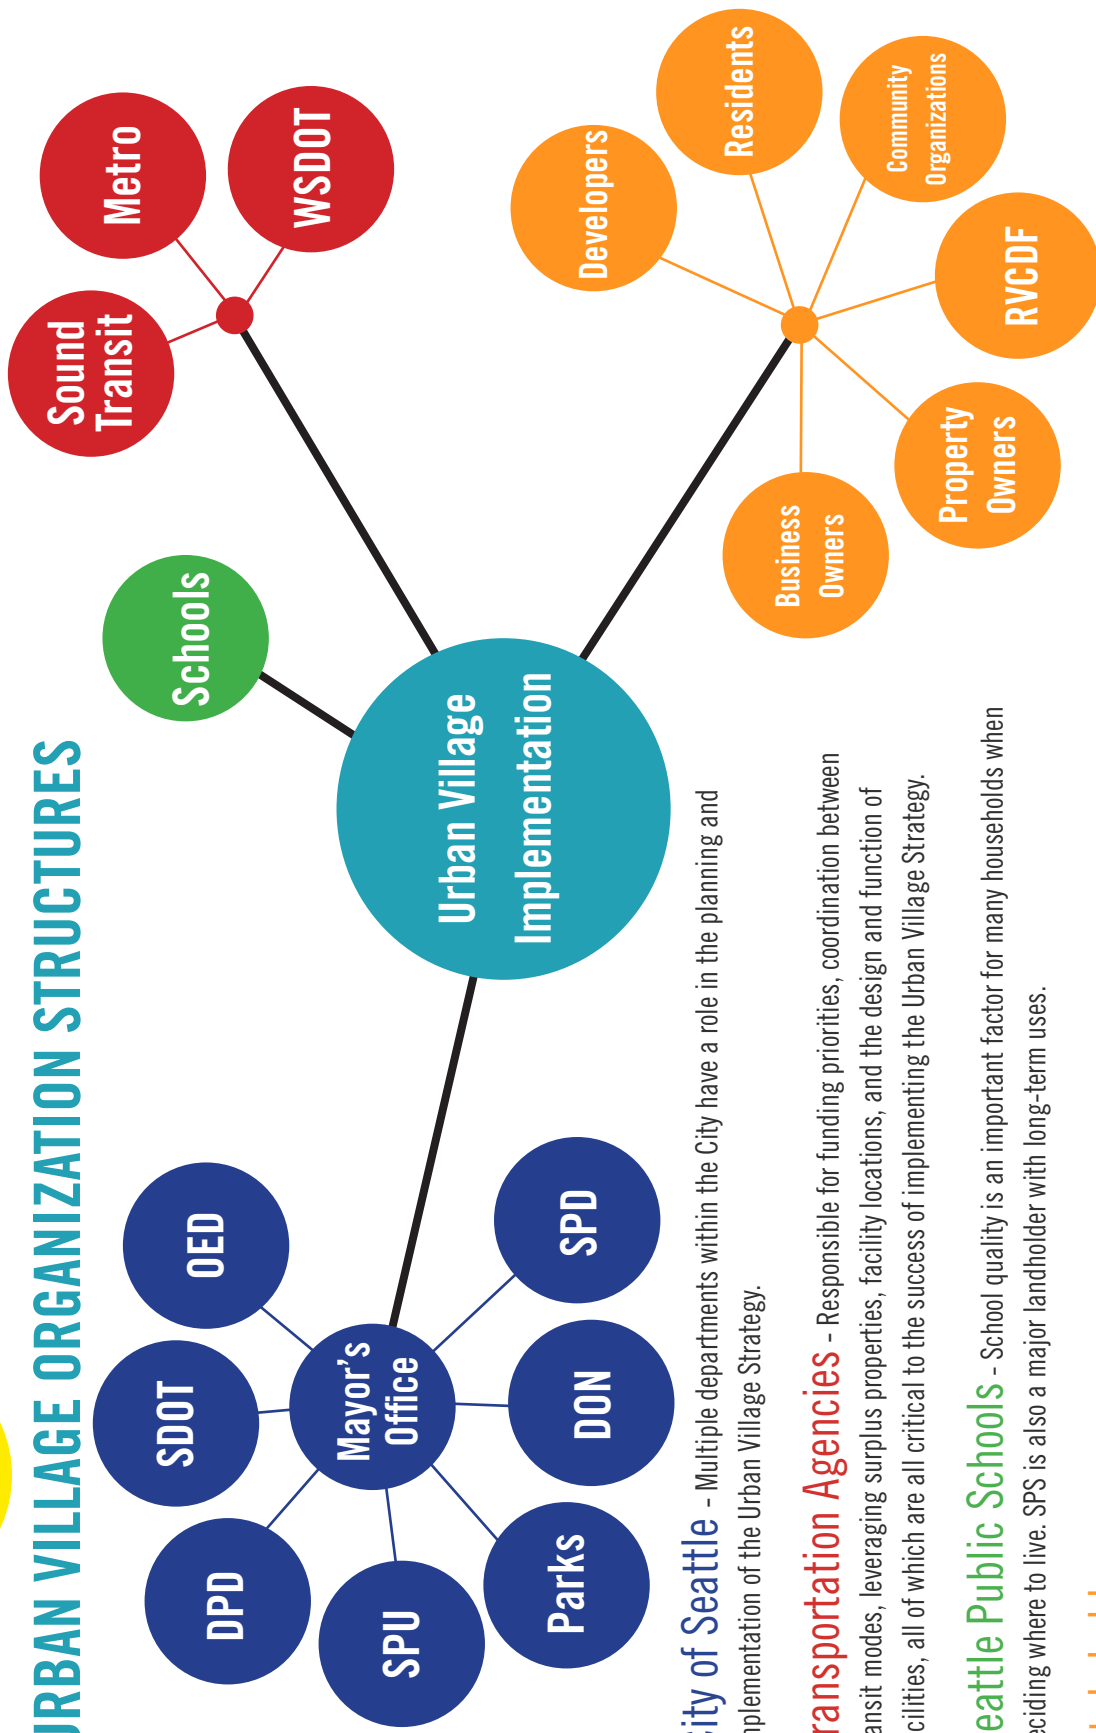 URBAN VILLAGE ORGANIZATION STRUCTURES
DPD
SDOT
OED
SPU
Mayor's
Office
Parks
DON
SPD
Urban Village
Implementation
Schools
Sound
Transit
Metro
WSDOT
Developers
Residents
Community
Organizations
RVCDF
Property
Owners
Business
Owners
ity of Seattle - Multiple departments within the City have a role in the planning and
mplementation of the Urban Village Strategy.
ransportation Agencies - Responsible for funding priorities, coordination between
ansit modes, leveraging surplus properties, facility locations, and the design and function of
cilities, all of which are all critical to the success of implementing the Urban Village Strategy.
eattle Public Schools - School quality is an important factor for many households when
eciding where to live. SPS is also a major landholder with long-term uses.